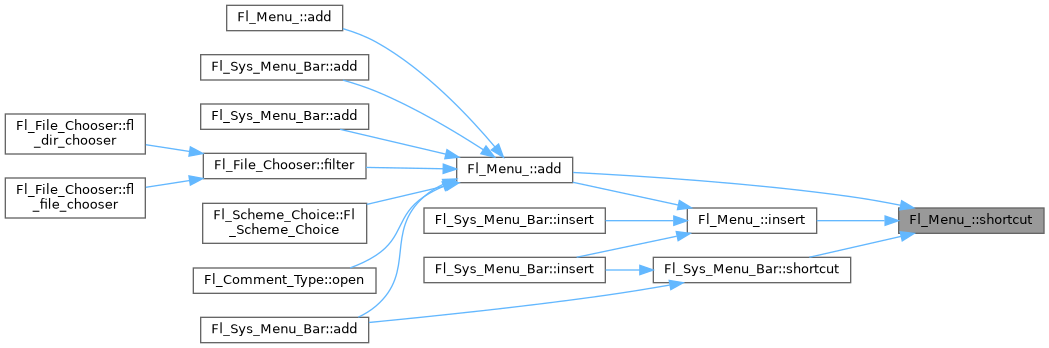 Fl_Menu_::add
Fl_Sys_Menu_Bar::add
Fl_Sys_Menu_Bar::add
Fl_File_Chooser::fl
_dir_chooser
Fl_File_Chooser::filter
Fl_Menu_::add
Fl_File_Chooser::fl
_file_chooser
Fl_Scheme_Choice::Fl
_Scheme_Choice
Fl_Sys_Menu_Bar::insert
Fl_Menu_::insert
Fl_Menu_::shortcut
Fl_Sys_Menu_Bar::insert
Fl_Sys_Menu_Bar::shortcut
Fl_Comment_Type::open
Fl_Sys_Menu_Bar::add